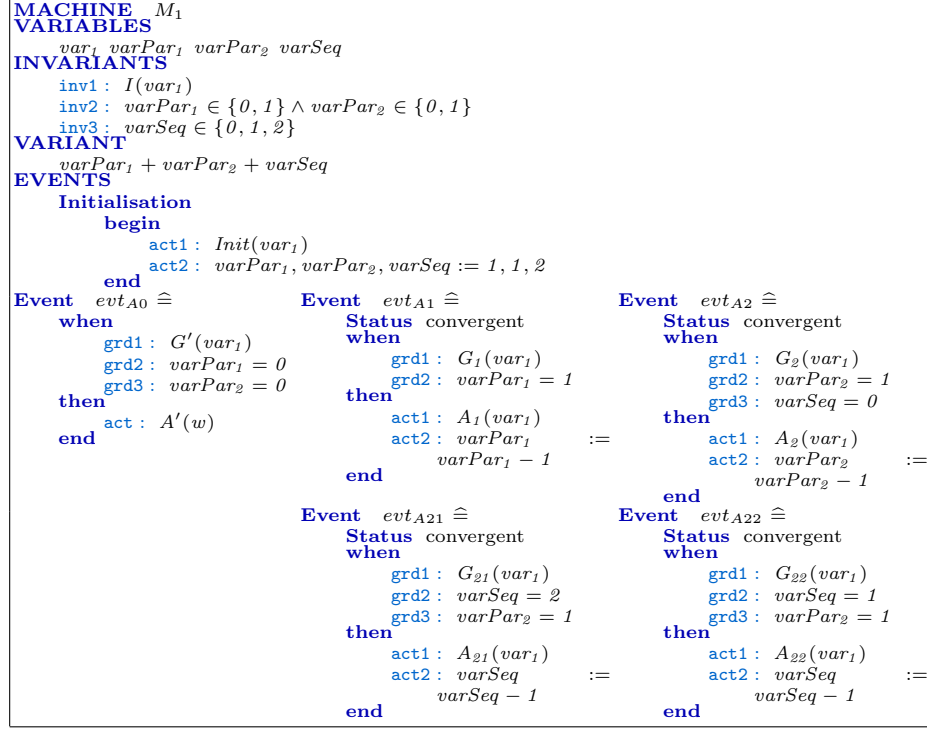 MACHINE M₁
VARIABLES
var₁ varPar₁ varPar₂ varSeq
INVARIANTS
inv1 : I(var₁)
inv2 : varPar₁ ∈ {0, 1} ∧ varPar₂ ∈ {0, 1}
inv3 : varSeq ∈ {0, 1, 2}
VARIANT
varPar₁ + varPar₂ + varSeq
EVENTS
Initialisation
begin
act1 : Init(var₁)
act2 : varPar₁, varPar₂, varSeq := 1, 1, 2
end
Event evt_A0 ≙
when
grd1 : G′(var₁)
grd2 : varPar₁ = 0
grd3 : varPar₂ = 0
then
act : A′(w)
end
Event evt_A1 ≙
Status convergent
when
grd1 : G₁(var₁)
grd2 : varPar₁ = 1
then
act1 : A₁(var₁)
act2 : varPar₁ :=
varPar₁ − 1
end
Event evt_A2 ≙
Status convergent
when
grd1 : G₂(var₁)
grd2 : varPar₂ = 1
grd3 : varSeq = 0
then
act1 : A₂(var₁)
act2 : varPar₂ :=
varPar₂ − 1
end
Event evt_A21 ≙
Status convergent
when
grd1 : G₂₁(var₁)
grd2 : varSeq = 2
grd3 : varPar₂ = 1
then
act1 : A₂₁(var₁)
act2 : varSeq :=
varSeq − 1
end
Event evt_A22 ≙
Status convergent
when
grd1 : G₂₂(var₁)
grd2 : varSeq = 1
grd3 : varPar₂ = 1
then
act1 : A₂₂(var₁)
act2 : varSeq :=
varSeq − 1
end